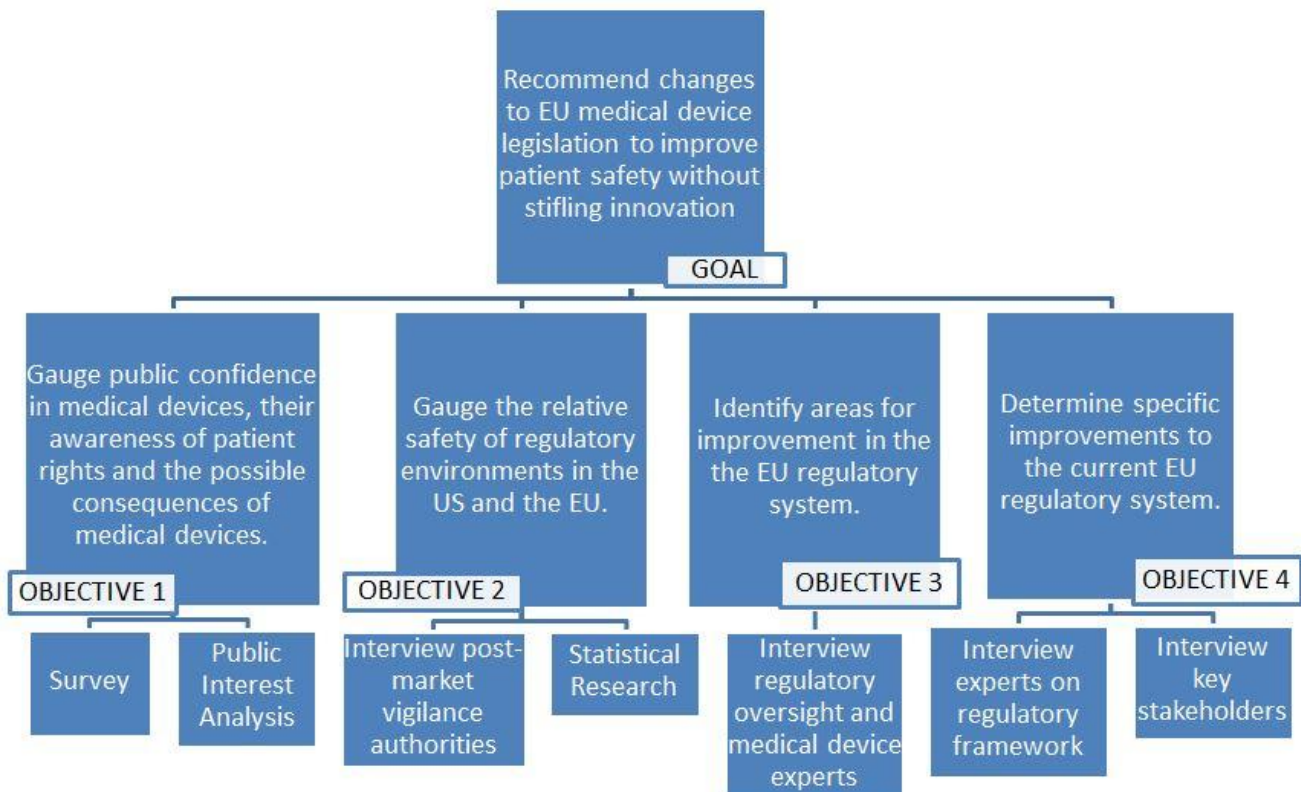 Recommend changes
to EU medical device
legislation to improve
patient safety without
stifling innovation
GOAL
Gauge public confidence
in medical devices, their
awareness of patient
rights and the possible
consequences of
medical devices.
OBJECTIVE 1
Gauge the relative
safety of regulatory
environments in the
US and the EU.
OBJECTIVE 2
Identify areas for
improvement in the
the EU regulatory
system.
OBJECTIVE 3
Determine specific
improvements to
the current EU
regulatory system.
OBJECTIVE 4
Survey
Public
Interest
Analysis
Interview post-
market
vigilance
authorities
Statistical
Research
Interview
regulatory
oversight and
medical device
experts
Interview
experts on
regulatory
framework
Interview
key
stakeholders